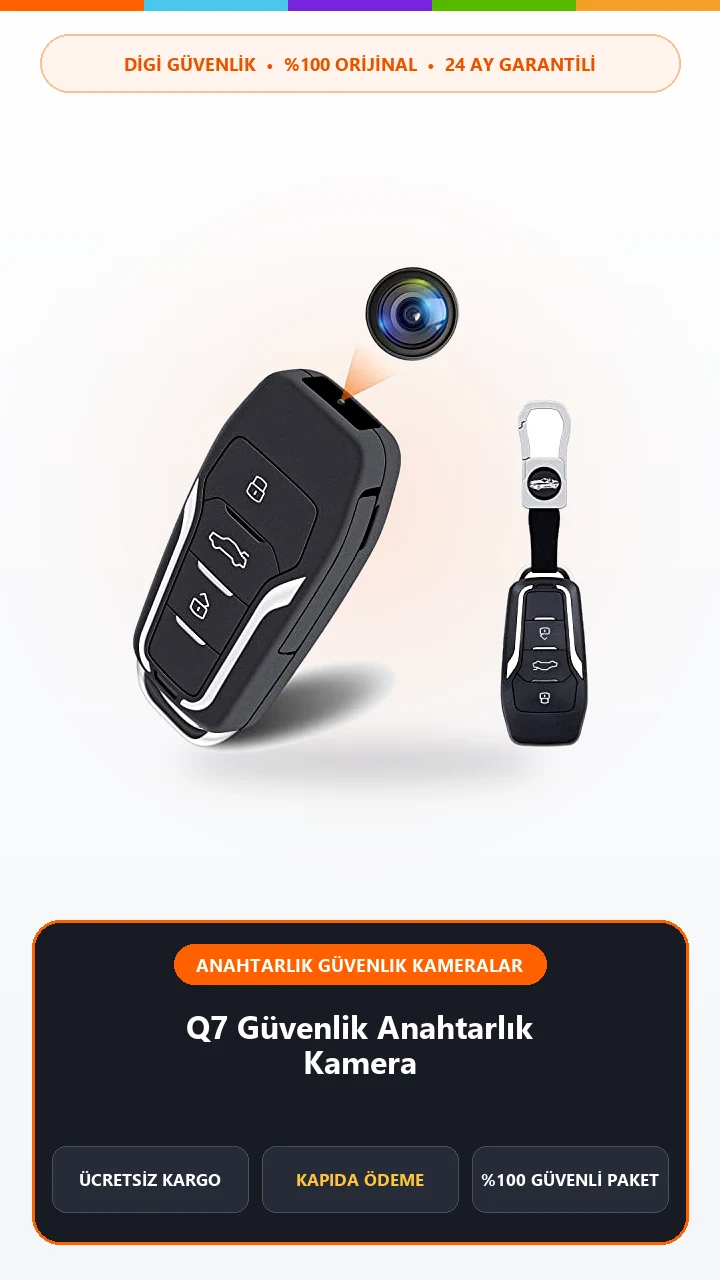 DİGİ GÜVENLİK • %100 ORİJİNAL • 24 AY GARANTİLİ
ANAHTARLIK GÜVENLIK KAMERALAR
Q7 Güvenlik Anahtarlık
Kamera
ÜCRETSİZ KARGO
KAPIDA ÖDEME
%100 GÜVENLİ PAKET